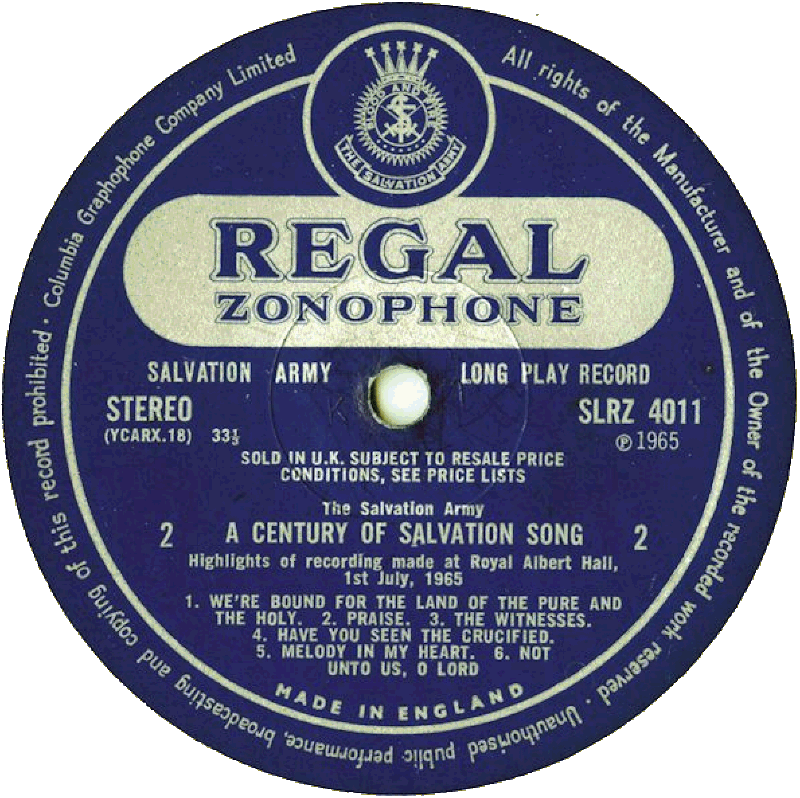 Columbia Graphophone Company Limited
All rights of the Manufacturer and of the Owner of the recorded work reserved · Unauthorised public performance, broadcasting and copying of this record prohibited ·
BLOOD AND FIRE
S
THE SALVATION ARMY
REGAL
ZONOPHONE
SALVATION ARMY LONG PLAY RECORD
STEREO SLRZ 4011
(YCARX.18) 33⅓ ℗ 1965
SOLD IN U.K. SUBJECT TO RESALE PRICE
CONDITIONS, SEE PRICE LISTS
The Salvation Army
2 A CENTURY OF SALVATION SONG 2
Highlights of recording made at Royal Albert Hall,
1st July, 1965
1. WE'RE BOUND FOR THE LAND OF THE PURE AND
THE HOLY. 2. PRAISE. 3. THE WITNESSES.
4. HAVE YOU SEEN THE CRUCIFIED.
5. MELODY IN MY HEART. 6. NOT
UNTO US, O LORD
MADE IN ENGLAND